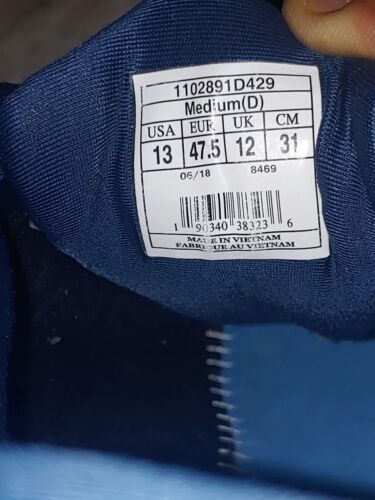 1102891D429
Medium(D)
USA EUR UK CM
13 47.5 12 31
06/18 8469
1 90340 38323 6
MADE IN VIETNAM
FABRIQUE AU VIETNAM